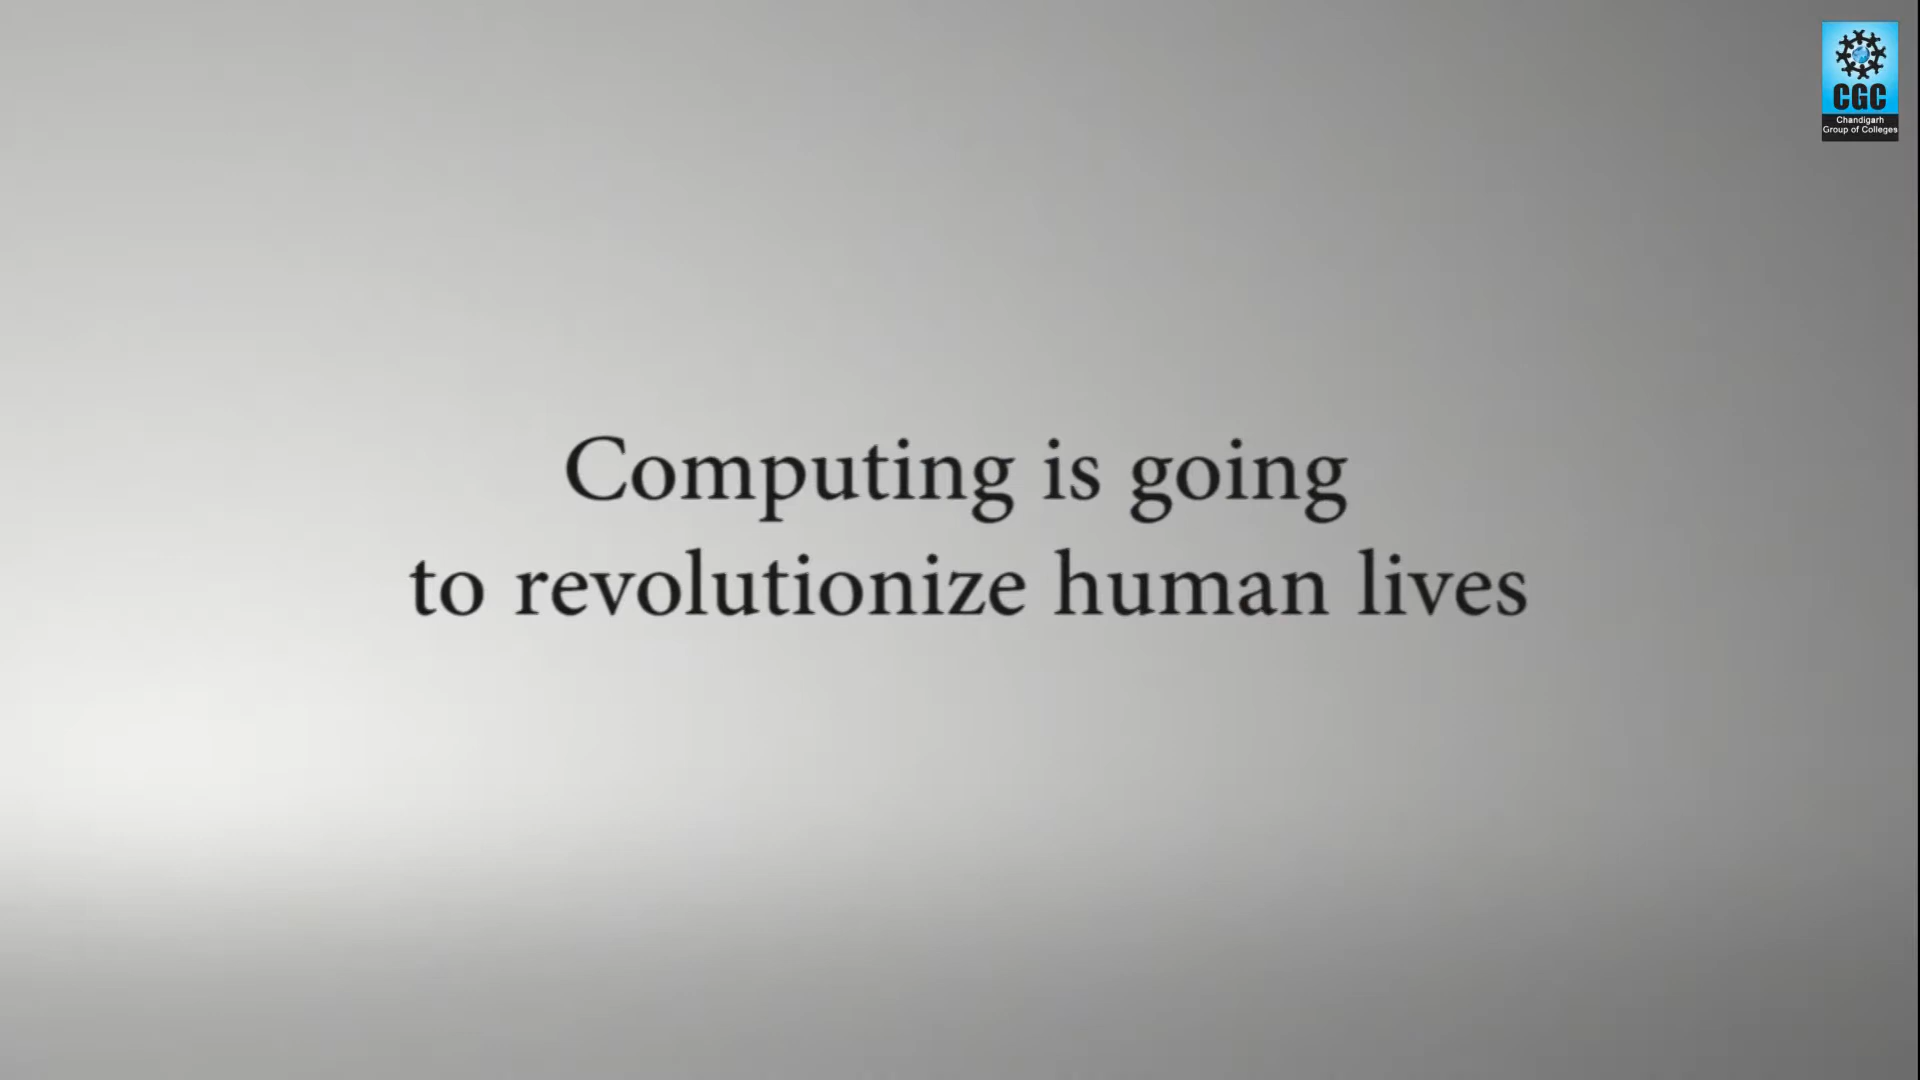 CGC
Chandigarh
Group of Colleges
Computing is going
to revolutionize human lives